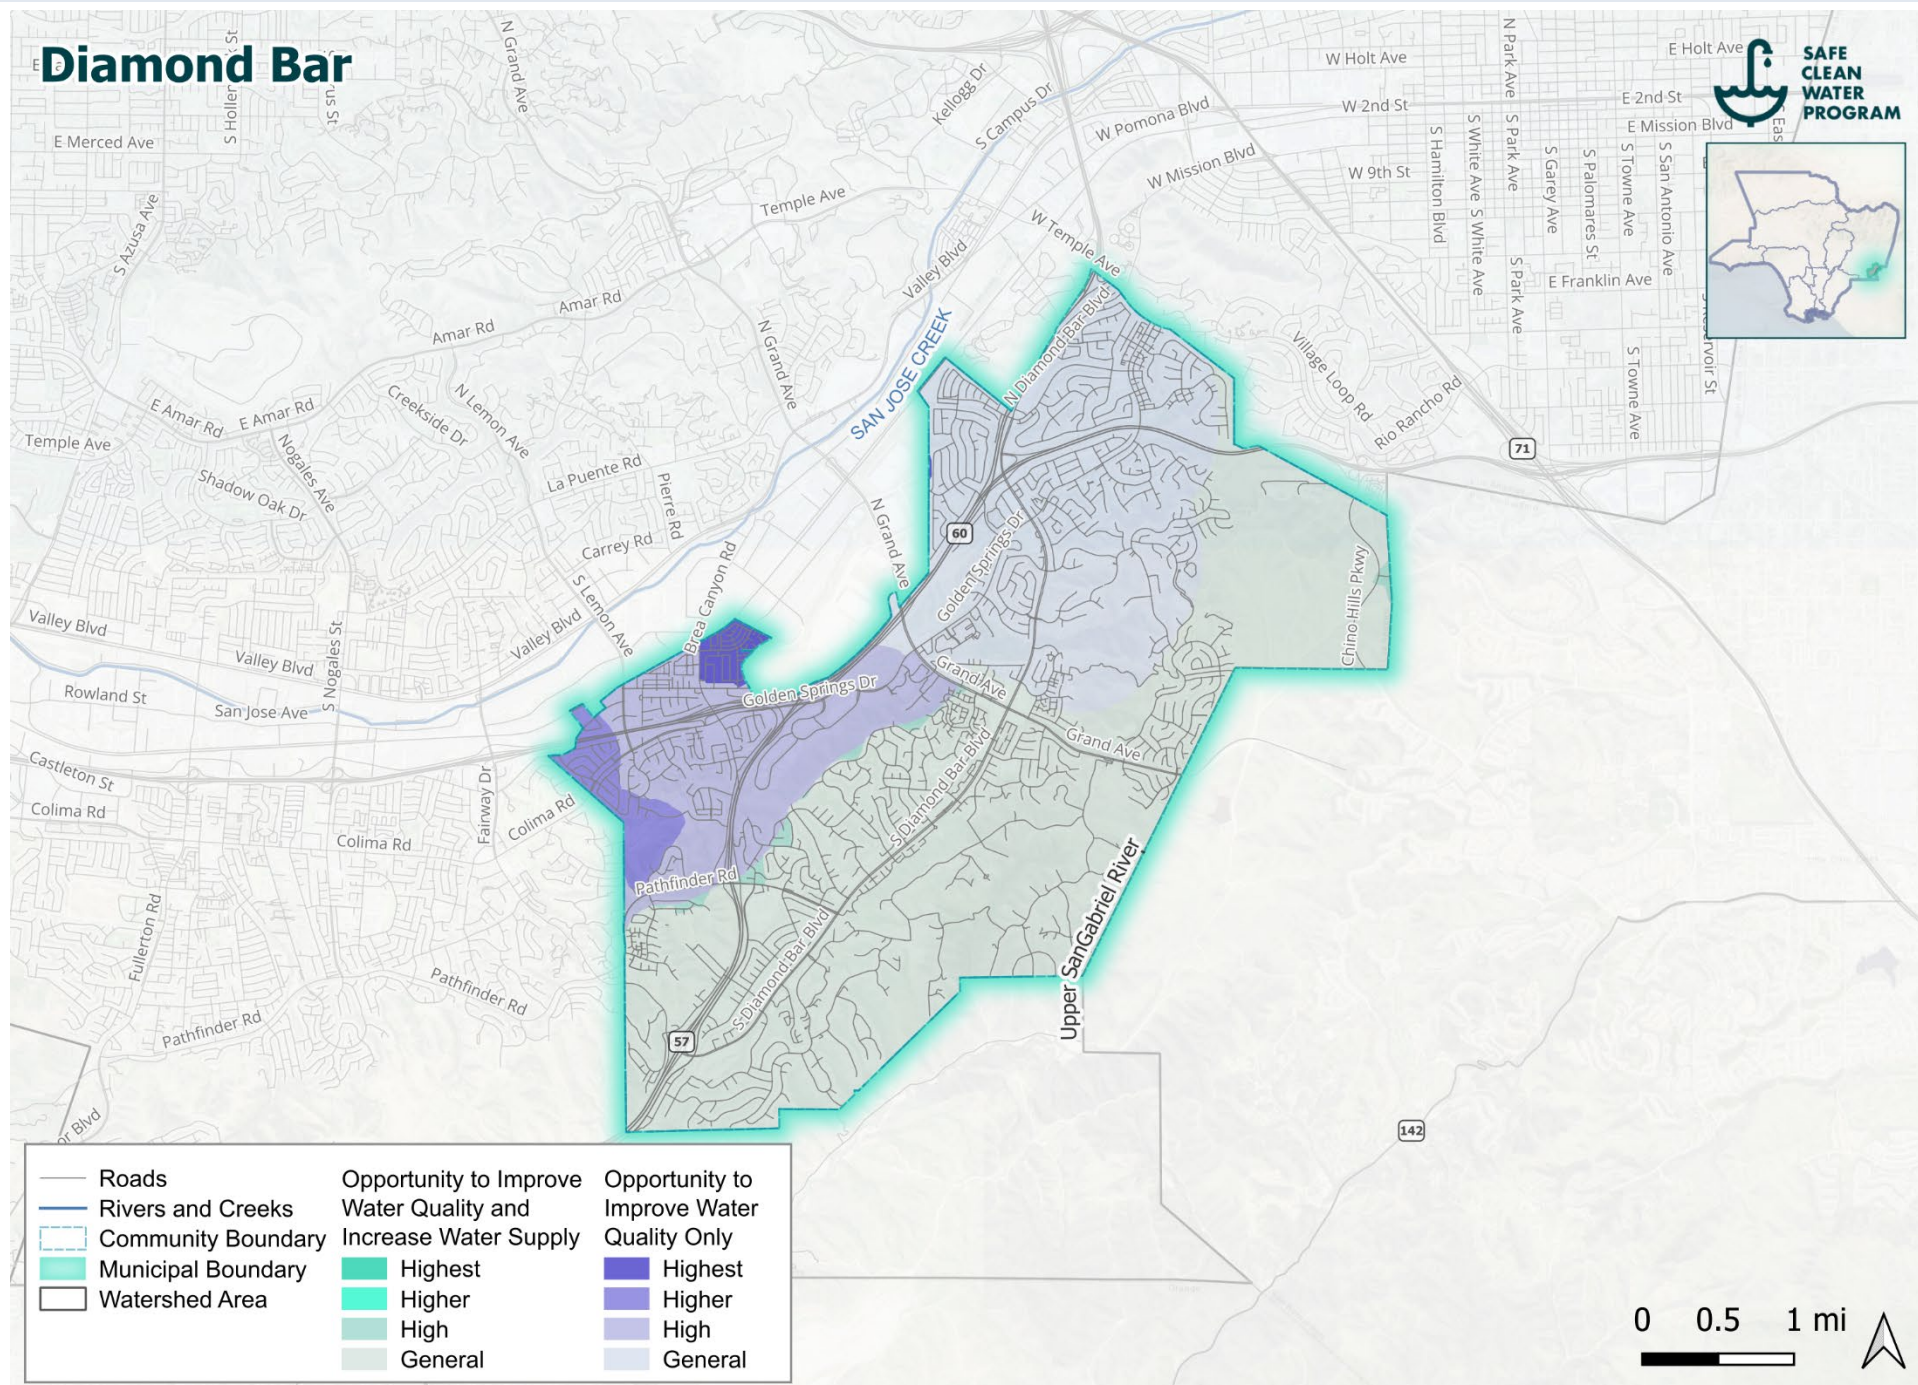 Diamond Bar
SAFE
CLEAN
WATER
PROGRAM
N Grand Ave
E Merced Ave
S Azusa Ave
Kellogg Dr
S Campus Dr
W Pomona Blvd
W Mission Blvd
W Holt Ave
E Holt Ave
W 2nd St
E 2nd St
E Mission Blvd
W 9th St
N Park Ave
S Park Ave
S Park Ave
S White Ave
S White Ave
S Hamilton Blvd
S Garey Ave
S Palomares St
S Towne Ave
S Towne Ave
S San Antonio Ave
E Franklin Ave
Temple Ave
W Temple Ave
Valley Blvd
Amar Rd
Amar Rd
E Amar Rd
E Amar Rd
N Grand Ave
SAN JOSE CREEK
N Diamond Bar Blvd
Village Loop Rd
Rio Rancho Rd
71
Temple Ave
Creekside Dr
N Lemon Ave
Nogales Ave
Shadow Oak Dr
La Puente Rd
Pierre Rd
Carrey Rd
N Grand Ave
60
Golden Springs Dr
Chino Hills Pkwy
Brea Canyon Rd
S Lemon Ave
Valley Blvd
Valley Blvd
Valley Blvd
S Nogales St
Rowland St
San Jose Ave
Golden Springs Dr
Grand Ave
Grand Ave
S Diamond Bar Blvd
Castleton St
Colima Rd
Colima Rd
Colima Rd
Fairway Dr
Fullerton Rd
Pathfinder Rd
Pathfinder Rd
Pathfinder Rd
S Diamond Bar Blvd
Upper SanGabriel River
57
142
or Blvd
Roads
Rivers and Creeks
Community Boundary
Municipal Boundary
Watershed Area
Opportunity to Improve
Water Quality and
Increase Water Supply
Highest
Higher
High
General
Opportunity to
Improve Water
Quality Only
Highest
Higher
High
General
0 0.5 1 mi